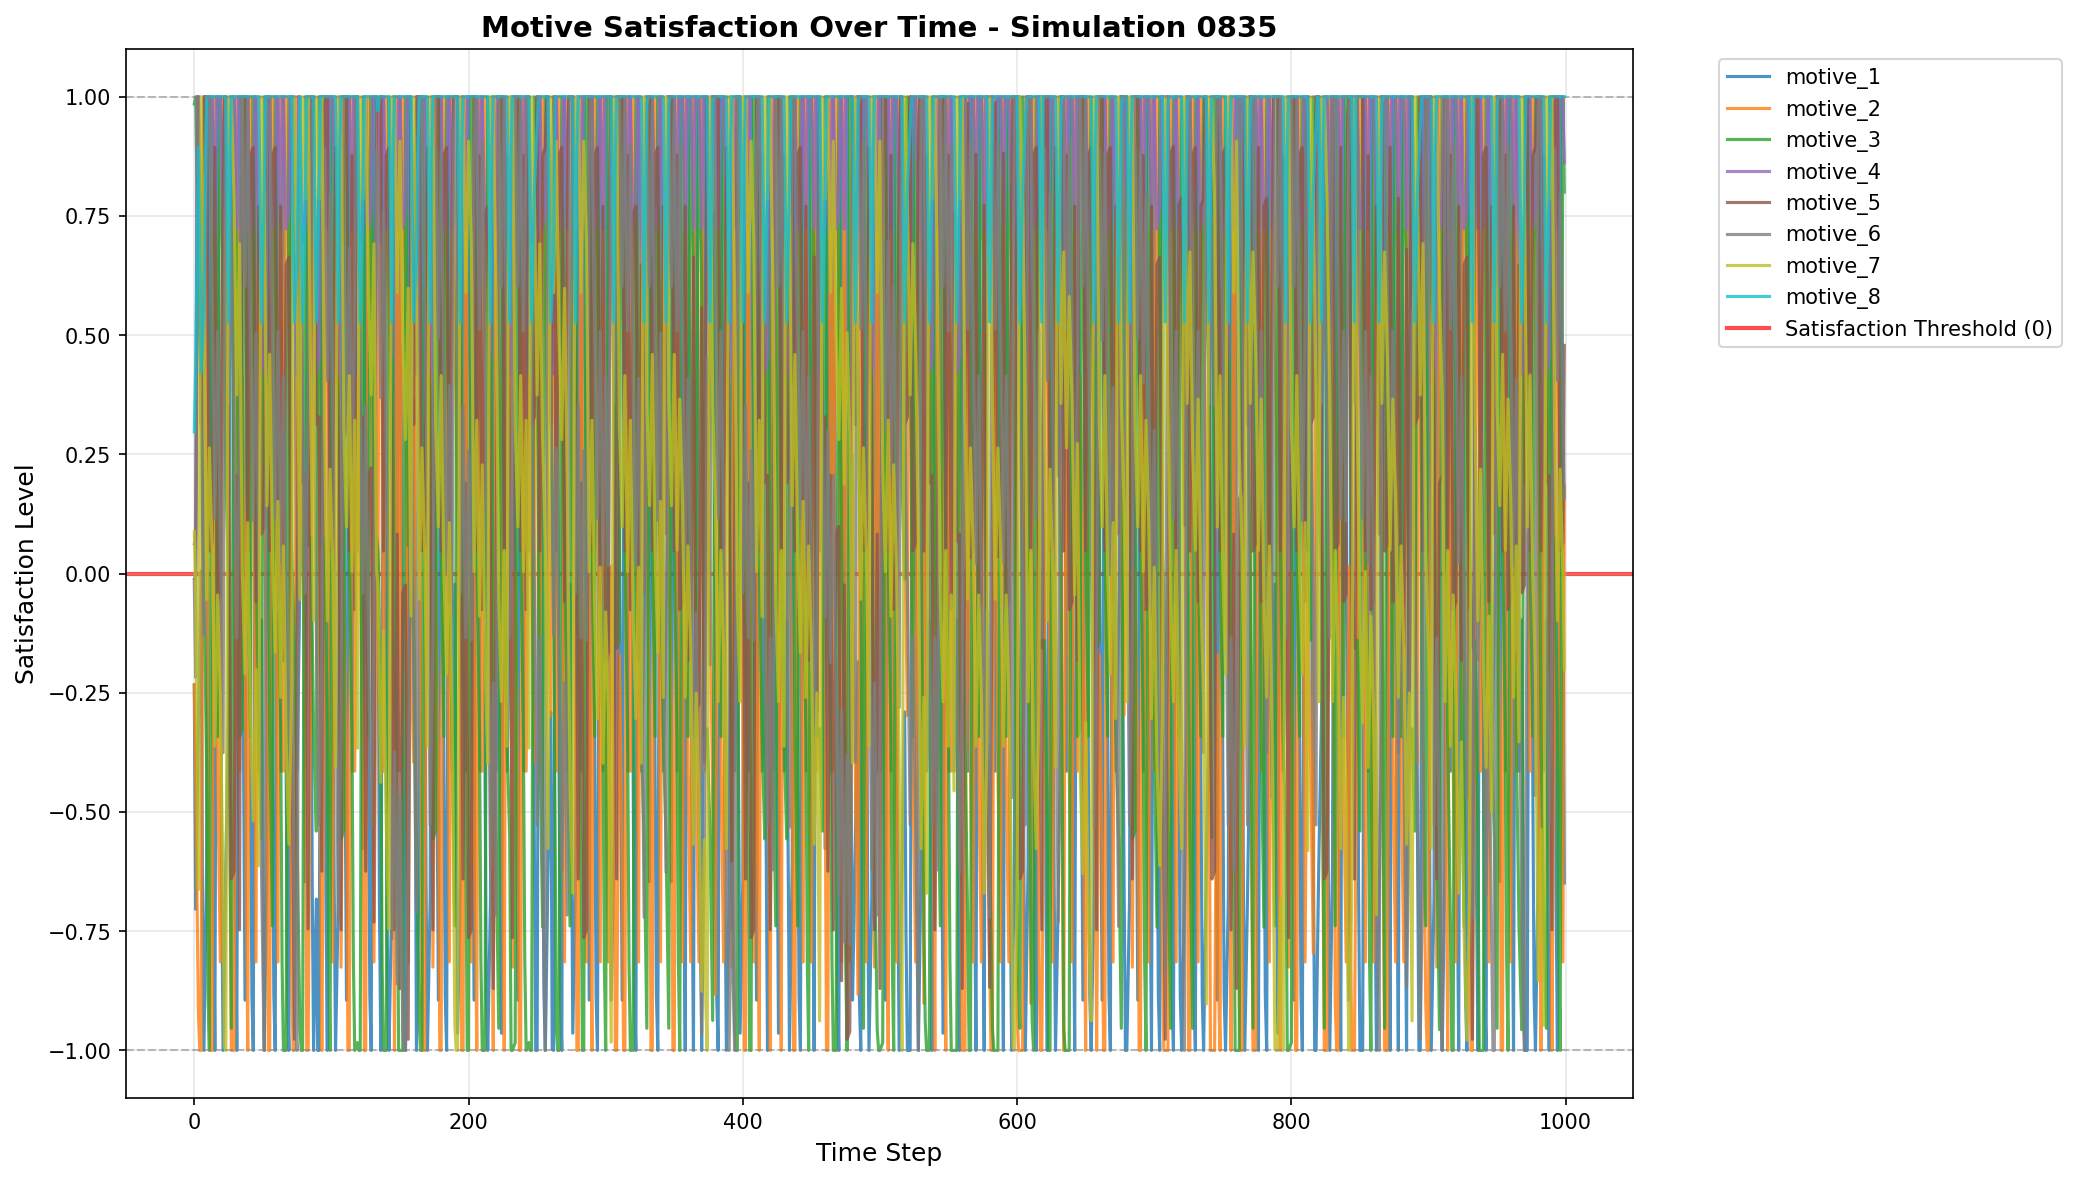 Motive Satisfaction Over Time - Simulation 0835
1.00
0.75
0.50
0.25
0.00
−0.25
−0.50
−0.75
−1.00
Satisfaction Level
0
200
400
600
800
1000
Time Step
motive_1
motive_2
motive_3
motive_4
motive_5
motive_6
motive_7
motive_8
Satisfaction Threshold (0)